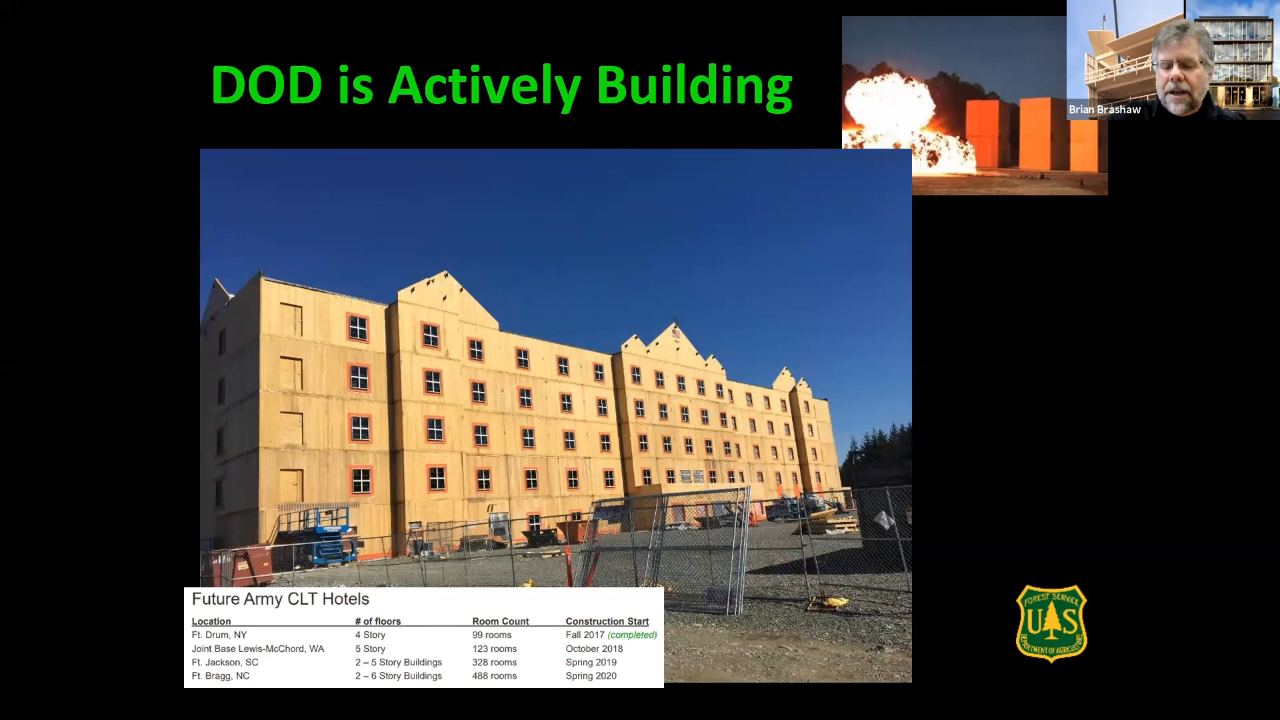 DOD is Actively Building
Brian Brashaw
Future Army CLT Hotels
Location # of floors Room Count Construction Start
Ft. Drum, NY 4 Story 99 rooms Fall 2017 (completed)
Joint Base Lewis-McChord, WA 5 Story 123 rooms October 2018
Ft. Jackson, SC 2 – 5 Story Buildings 328 rooms Spring 2019
Ft. Bragg, NC 2 – 6 Story Buildings 488 rooms Spring 2020
FOREST SERVICE
U S
DEPARTMENT OF AGRICULTURE